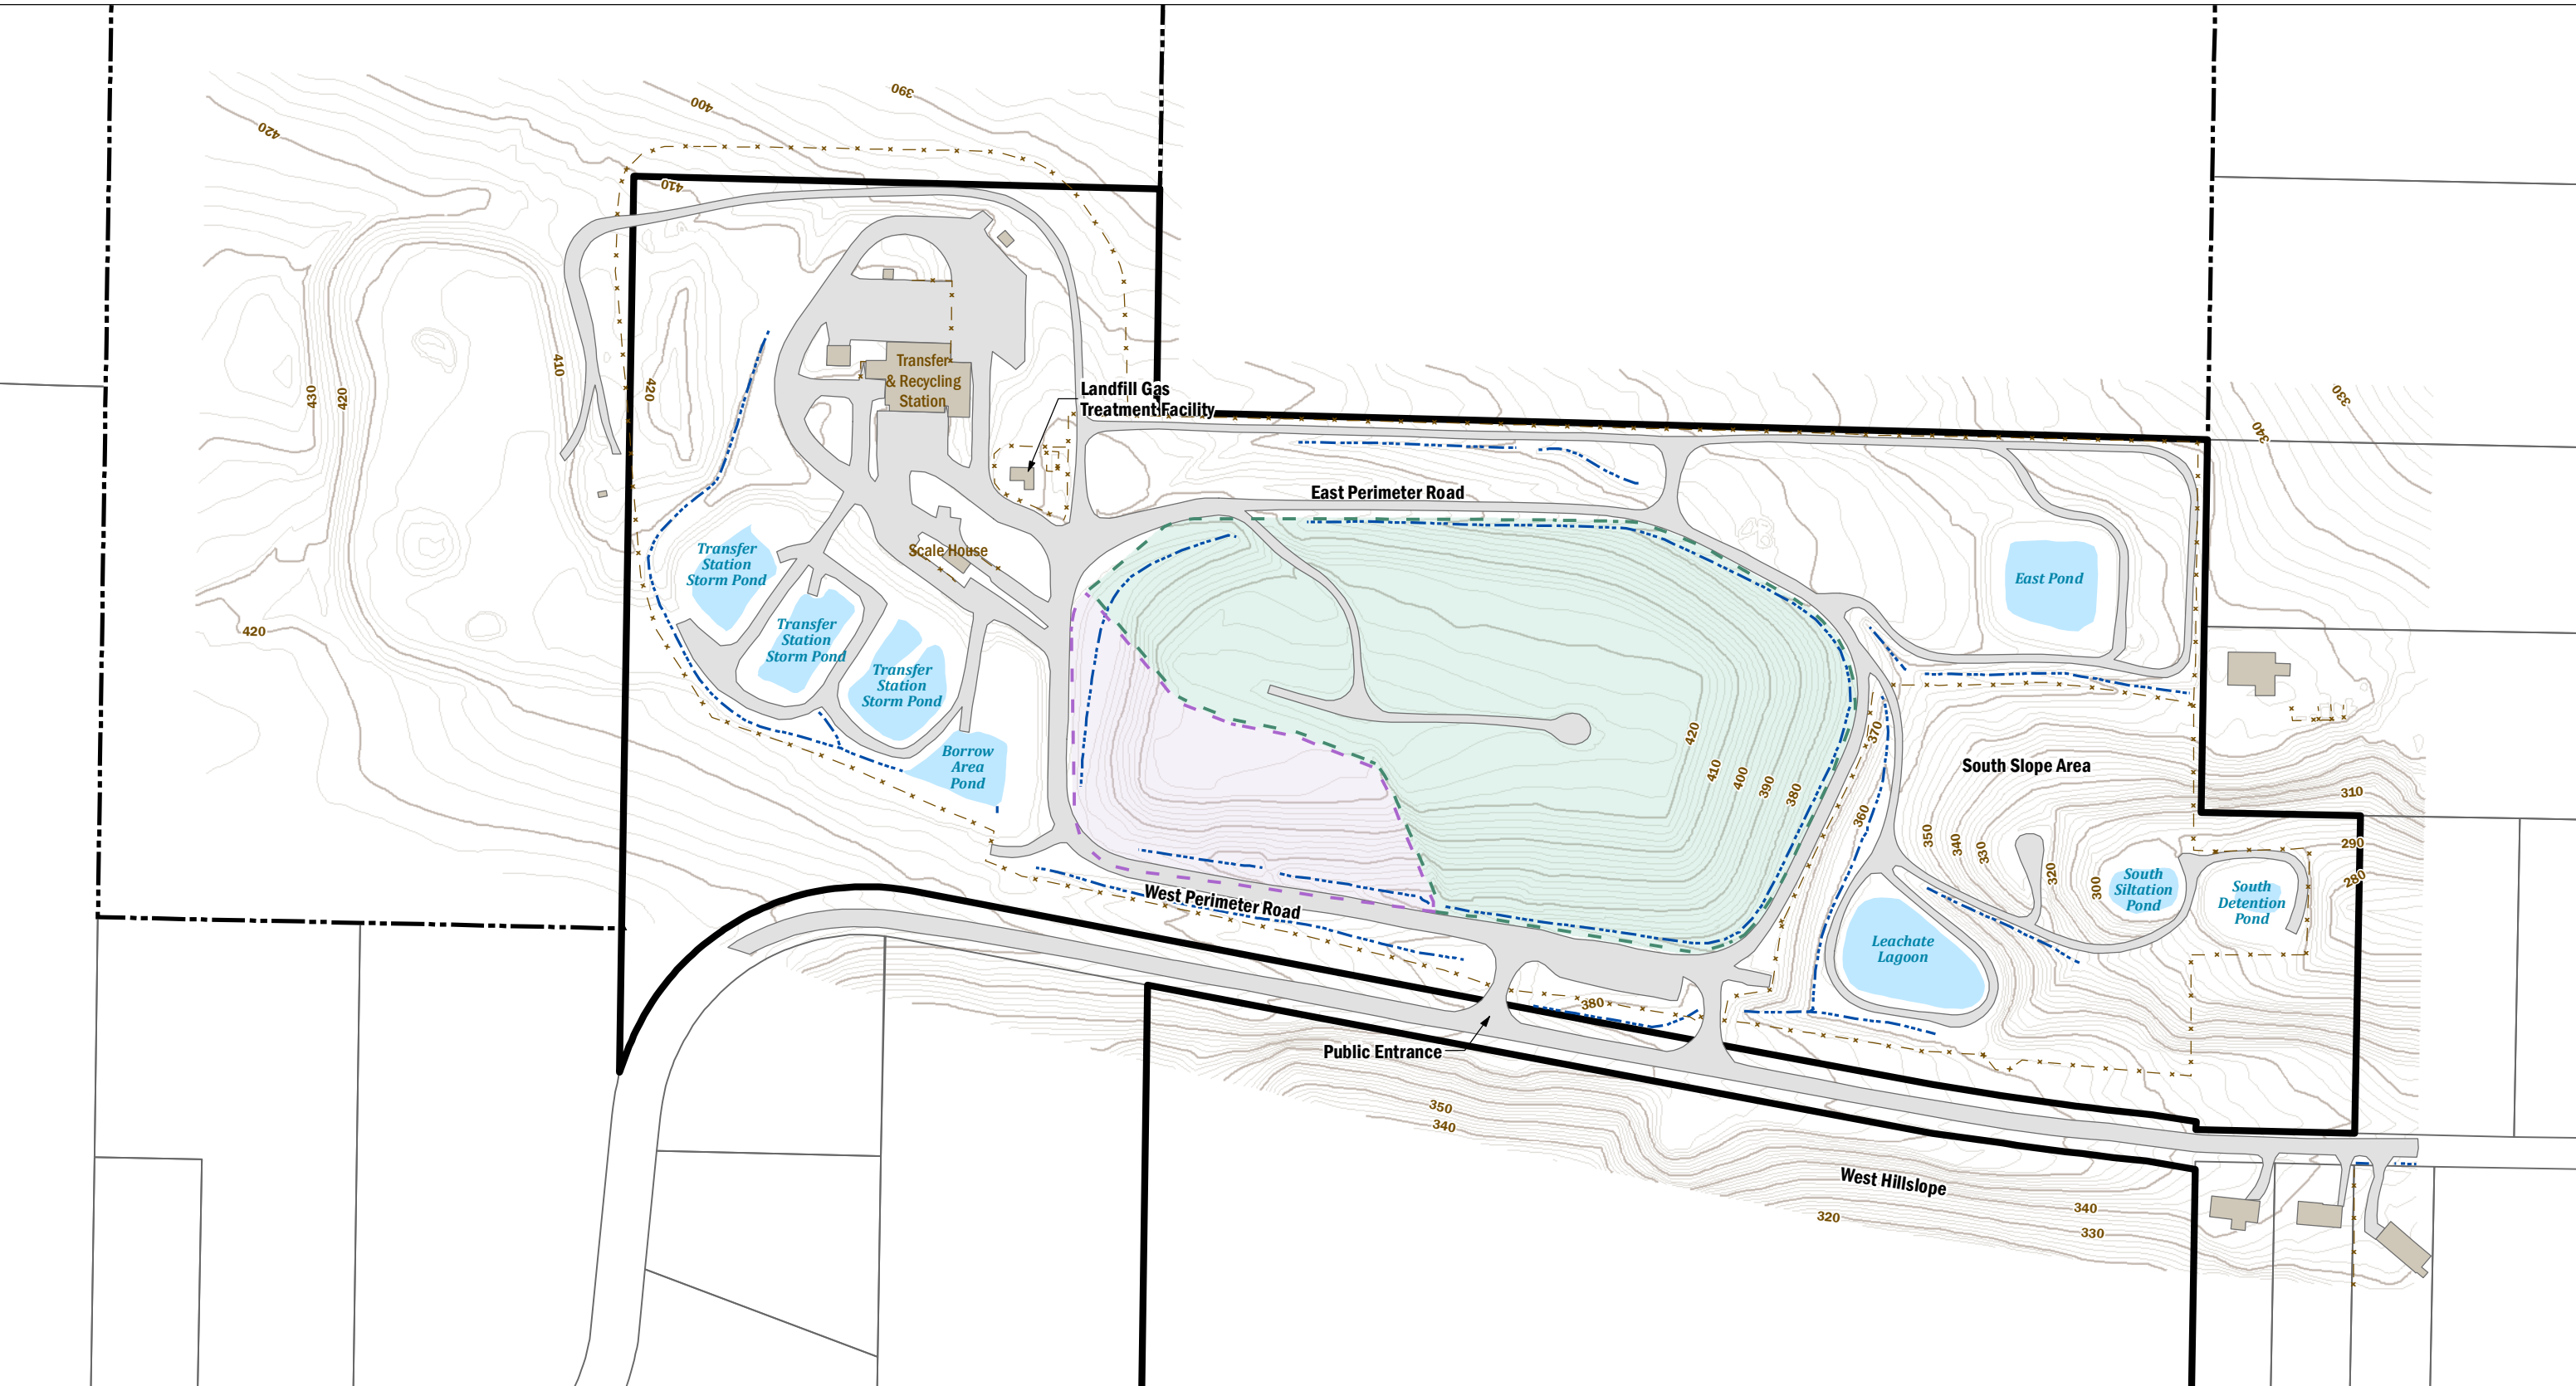 390
400
420
410
330
340
410
430
420
420
Transfer
& Recycling
Station
Landfill Gas
Treatment Facility
East Perimeter Road
Scale House
Transfer
Station
Storm Pond
East Pond
Transfer
Station
Storm Pond
420
Transfer
Station
Storm Pond
Borrow
Area
Pond
420
410
400
390
380
370
360
South Slope Area
350
340
330
320
300
310
290
280
South
Siltation
Pond
South
Detention
Pond
West Perimeter Road
Leachate
Lagoon
380
Public Entrance
350
340
West Hillslope
340
320
330